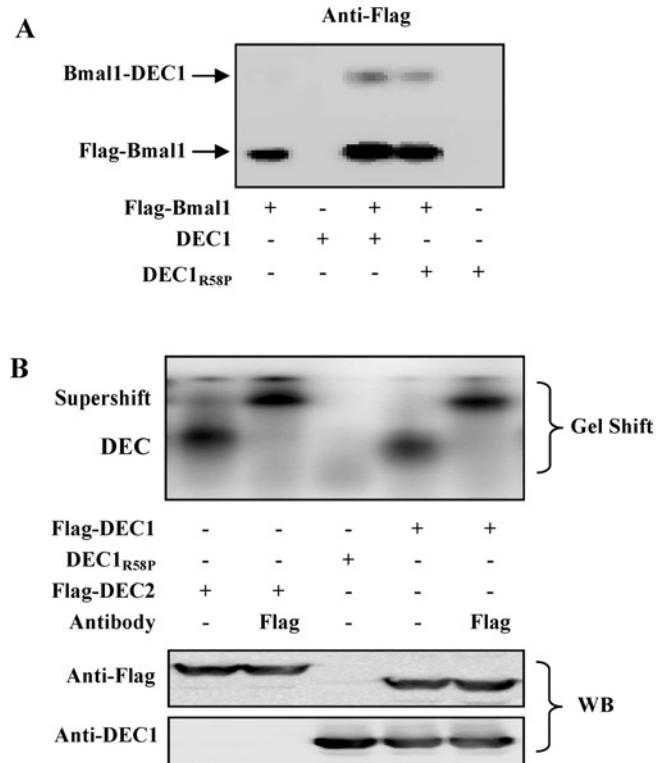 A
Anti-Flag
Bmal1-DEC1
Flag-Bmal1
Flag-Bmal1 + - + + -
DEC1 - + + - -
DEC1R58P - - - + +
B
Supershift
DEC
Gel Shift
Flag-DEC1 - - - + +
DEC1R58P - - + - -
Flag-DEC2 + + - - -
Antibody - Flag - - Flag
Anti-Flag
Anti-DEC1
WB